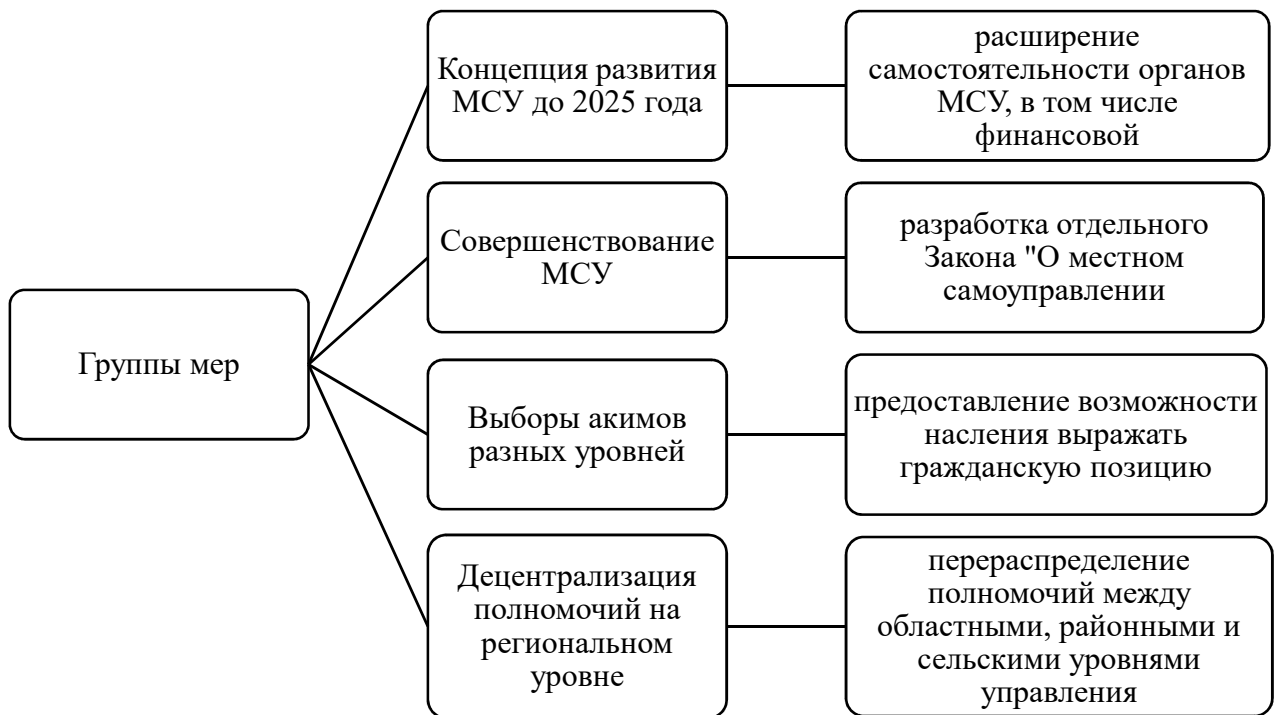 Группы мер
Концепция развития
МСУ до 2025 года
расширение
самостоятельности органов
МСУ, в том числе
финансовой
Совершенствование
МСУ
разработка отдельного
Закона "О местном
самоуправлении
Выборы акимов
разных уровней
предоставление возможности
насления выражать
гражданскую позицию
Децентрализация
полномочий на
региональном
уровне
перераспределение
полномочий между
областными, районными и
сельскими уровнями
управления